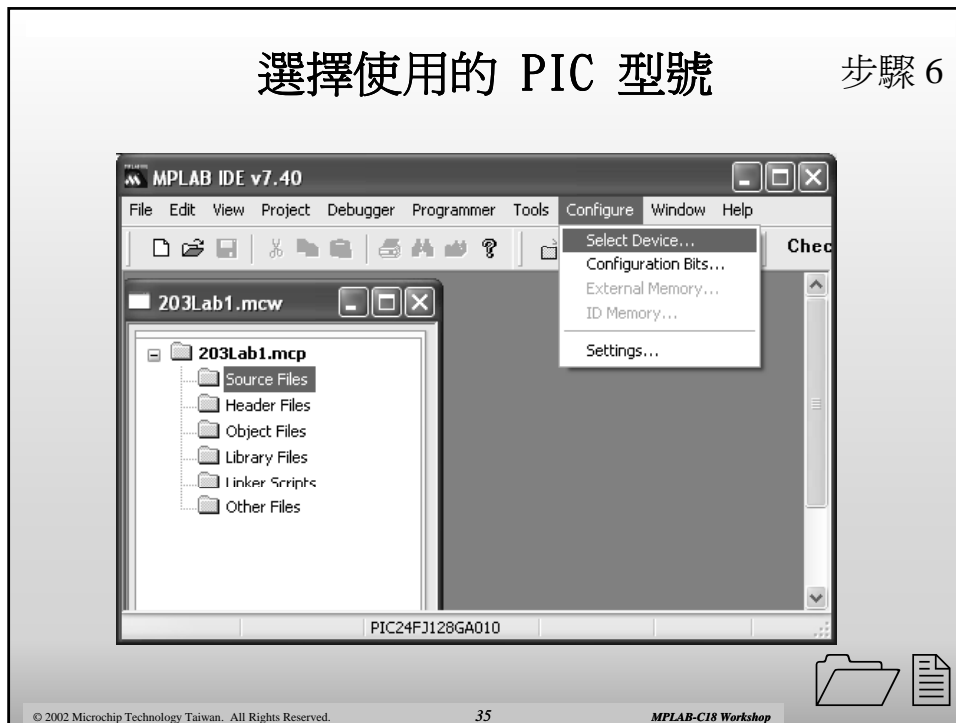 選擇使用的 PIC 型號
步驟 6
MPLAB IDE v7.40
File Edit View Project Debugger Programmer Tools Configure Window Help
Chec
Select Device...
Configuration Bits...
External Memory...
ID Memory...
Settings...
203Lab1.mcw
203Lab1.mcp
Source Files
Header Files
Object Files
Library Files
Linker Scripts
Other Files
PIC24FJ128GA010
© 2002 Microchip Technology Taiwan. All Rights Reserved.
35
MPLAB-C18 Workshop